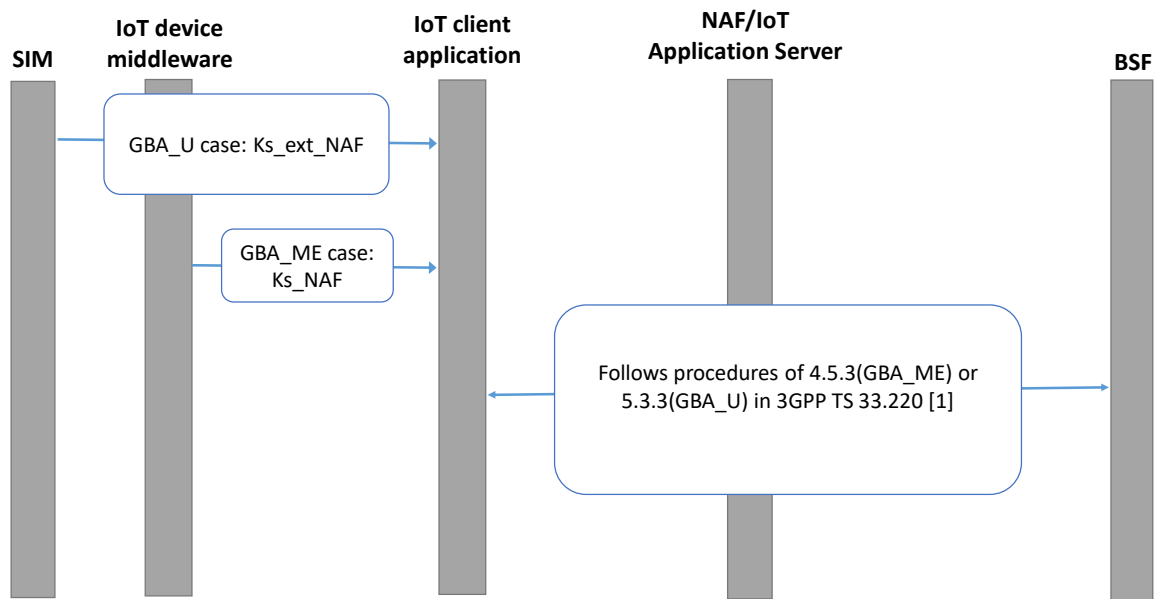 SIM
IoT device
middleware
IoT client
application
NAF/IoT
Application Server
BSF
GBA_U case: Ks_ext_NAF
GBA_ME case:
Ks_NAF
Follows procedures of 4.5.3(GBA_ME) or
5.3.3(GBA_U) in 3GPP TS 33.220 [1]